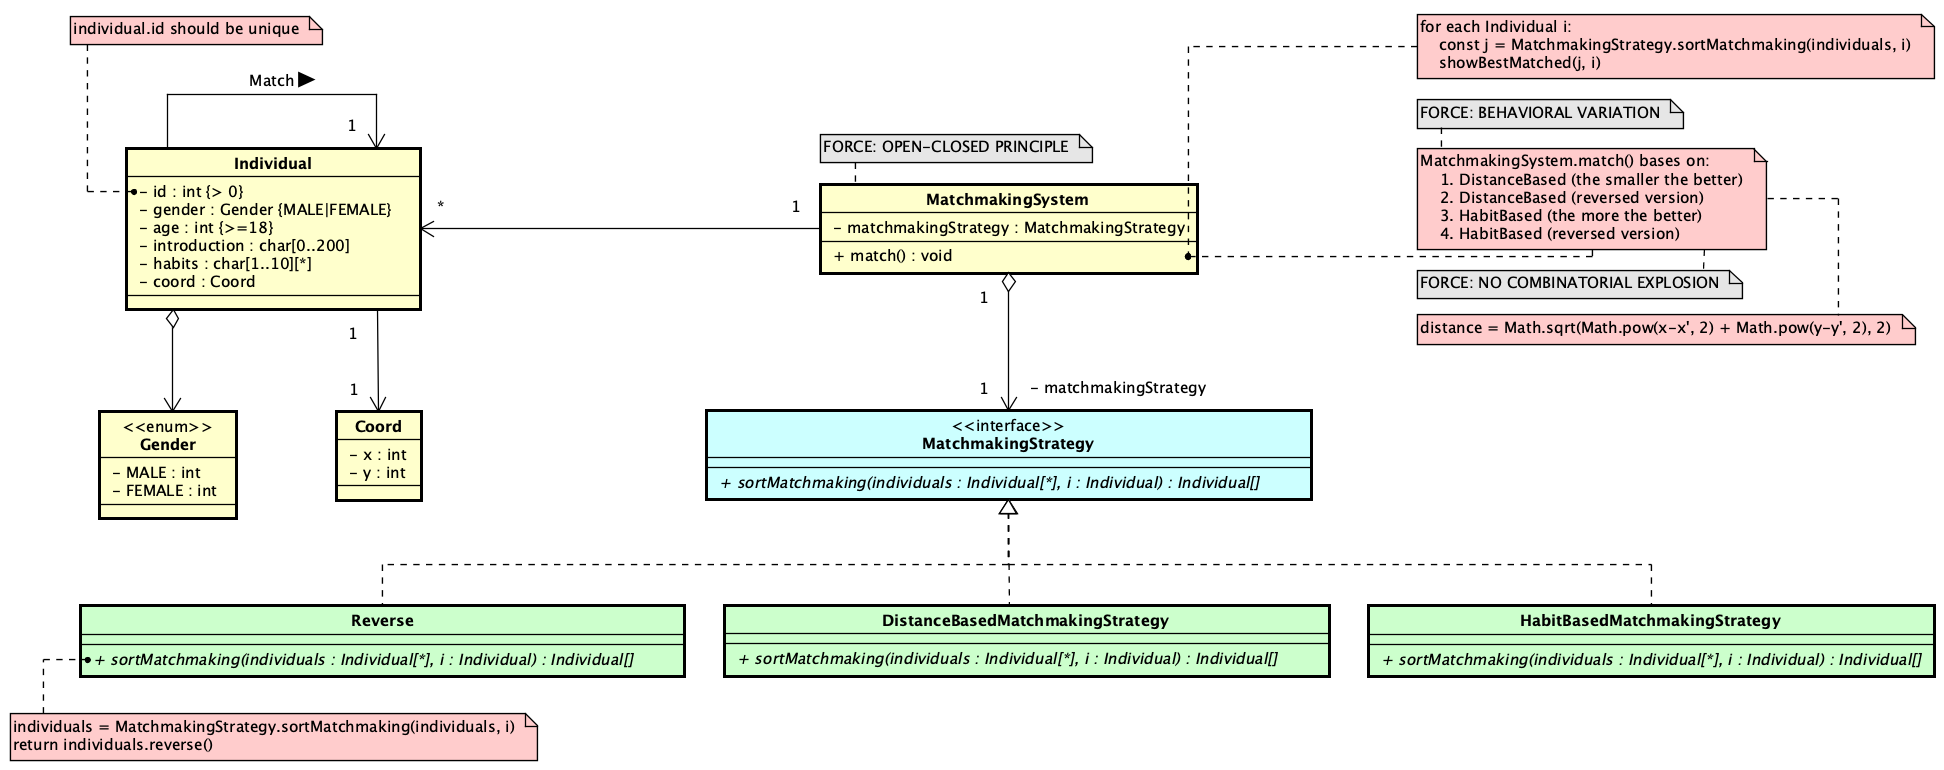 individual.id should be unique
Match
1
Individual
- id : int {> 0}
- gender : Gender {MALE|FEMALE}
- age : int {>=18}
- introduction : char[0..200]
- habits : char[1..10][*]
- coord : Coord
*
1
1
1
<<enum>>
Gender
- MALE : int
- FEMALE : int
Coord
- x : int
- y : int
FORCE: OPEN-CLOSED PRINCIPLE
MatchmakingSystem
- matchmakingStrategy : MatchmakingStrategy
+ match() : void
1
1
- matchmakingStrategy
for each Individual i:
const j = MatchmakingStrategy.sortMatchmaking(individuals, i)
showBestMatched(j, i)
FORCE: BEHAVIORAL VARIATION
MatchmakingSystem.match() bases on:
1. DistanceBased (the smaller the better)
2. DistanceBased (reversed version)
3. HabitBased (the more the better)
4. HabitBased (reversed version)
FORCE: NO COMBINATORIAL EXPLOSION
distance = Math.sqrt(Math.pow(x-x', 2) + Math.pow(y-y', 2), 2)
<<interface>>
MatchmakingStrategy
+ sortMatchmaking(individuals : Individual[*], i : Individual) : Individual[]
Reverse
+ sortMatchmaking(individuals : Individual[*], i : Individual) : Individual[]
DistanceBasedMatchmakingStrategy
+ sortMatchmaking(individuals : Individual[*], i : Individual) : Individual[]
HabitBasedMatchmakingStrategy
+ sortMatchmaking(individuals : Individual[*], i : Individual) : Individual[]
individuals = MatchmakingStrategy.sortMatchmaking(individuals, i)
return individuals.reverse()